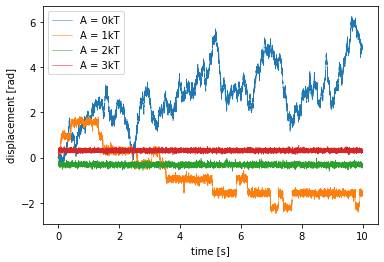 A = 0kT
A = 1kT
A = 2kT
A = 3kT
6
4
2
0
−2
displacement [rad]
0
2
4
6
8
10
time [s]